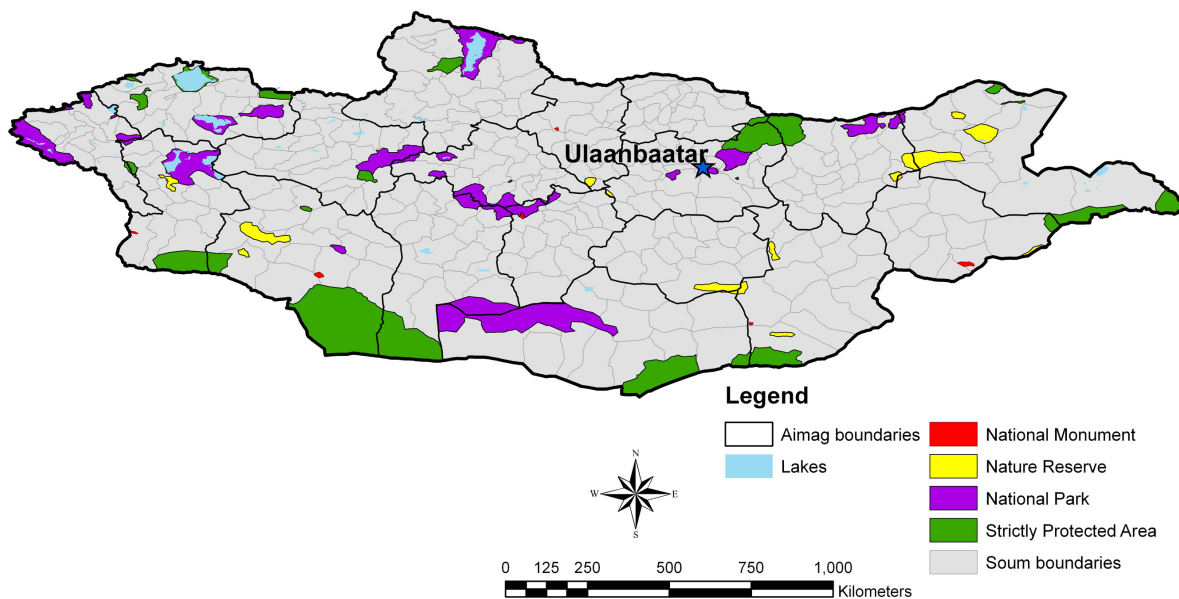 Ulaanbaatar
Legend
Aimag boundaries
Lakes
National Monument
Nature Reserve
National Park
Strictly Protected Area
Soum boundaries
N
W E
S
0 125 250 500 750 1,000
Kilometers